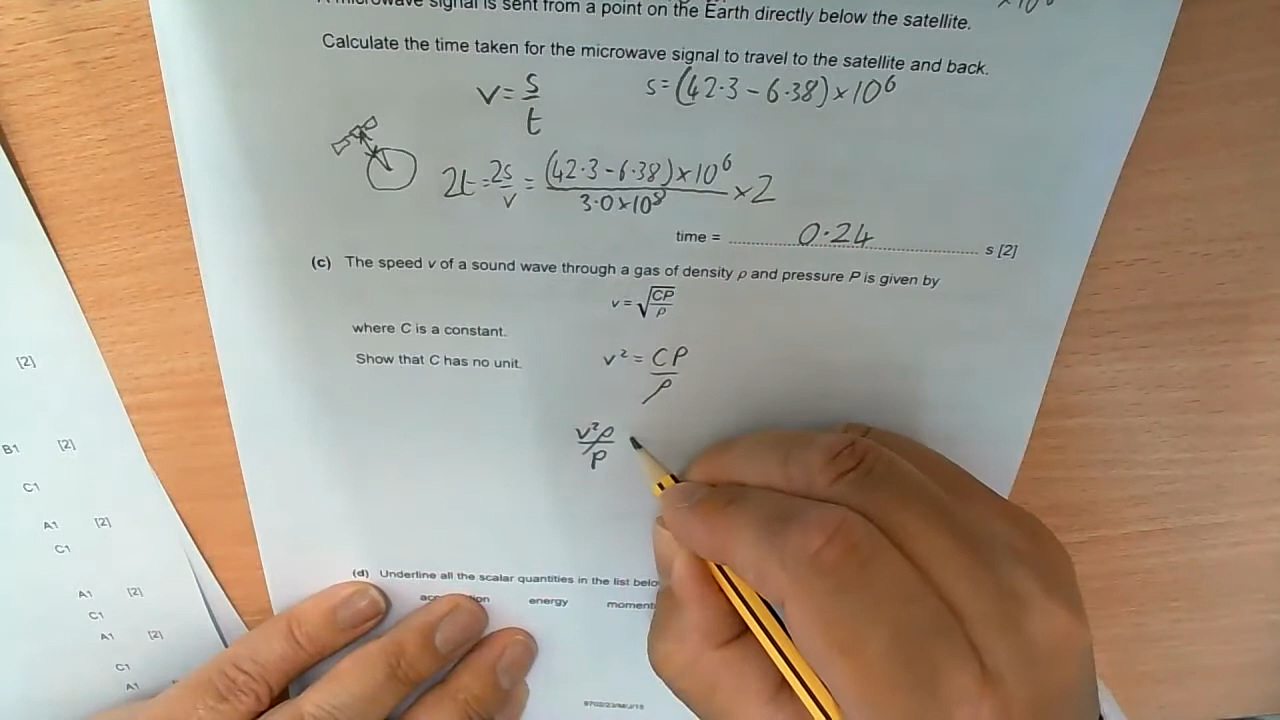 microwave signal is sent from a point on the Earth directly below the satellite.
Calculate the time taken for the microwave signal to travel to the satellite and back.
v = s/t
s = (42.3 - 6.38) × 10⁶
2t = 2s/v = (42.3 - 6.38) × 10⁶ / 3.0 × 10⁸ × 2
time = 0.24 s [2]
(c) The speed v of a sound wave through a gas of density ρ and pressure P is given by
v = √(CP/ρ)
where C is a constant.
Show that C has no unit.
v² = CP/ρ
v²ρ/P
(d) Underline all the scalar quantities in the list
energy
[2]
B1 [2]
C1
A1 [2]
C1
A1 [2]
C1
A1 [2]
C1
A1